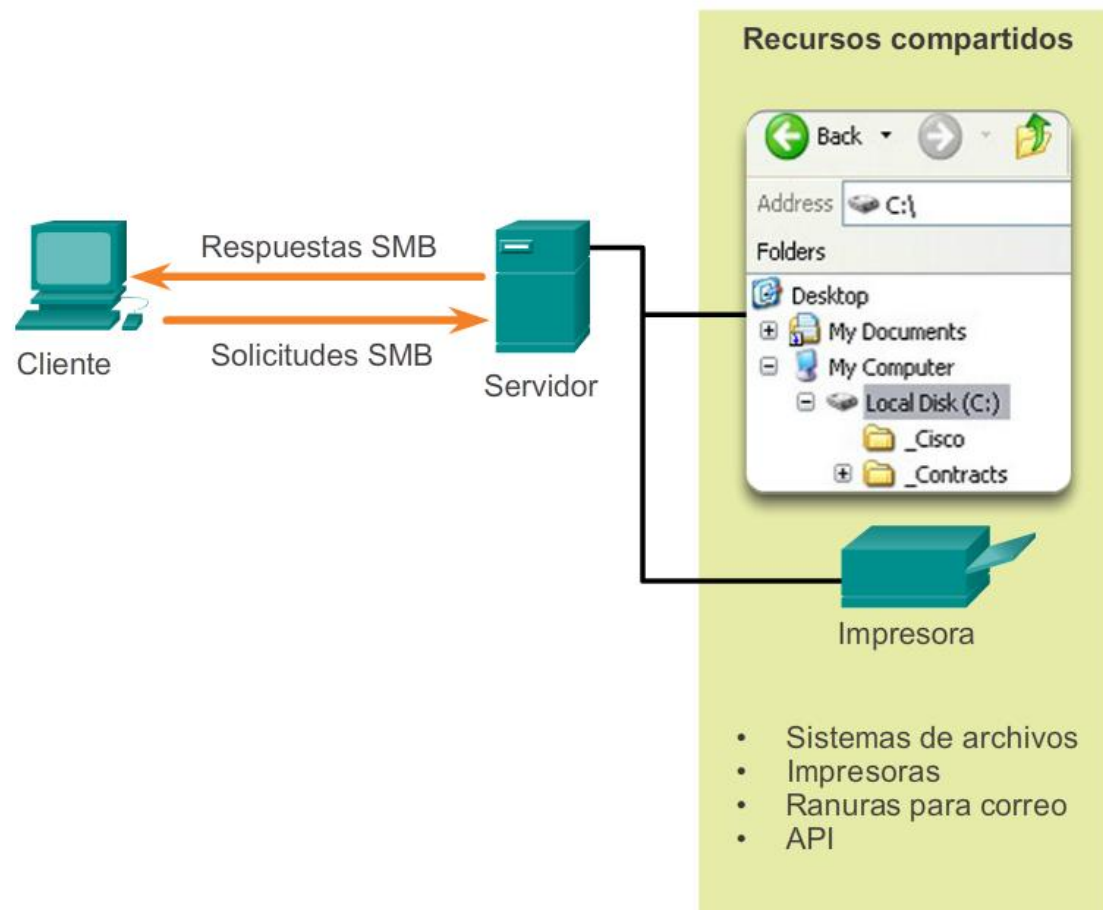 Recursos compartidos
Back
Address C:\
Folders
Desktop
My Documents
My Computer
Local Disk (C:)
_Cisco
_Contracts
Respuestas SMB
Solicitudes SMB
Cliente
Servidor
Impresora
• Sistemas de archivos
• Impresoras
• Ranuras para correo
• API